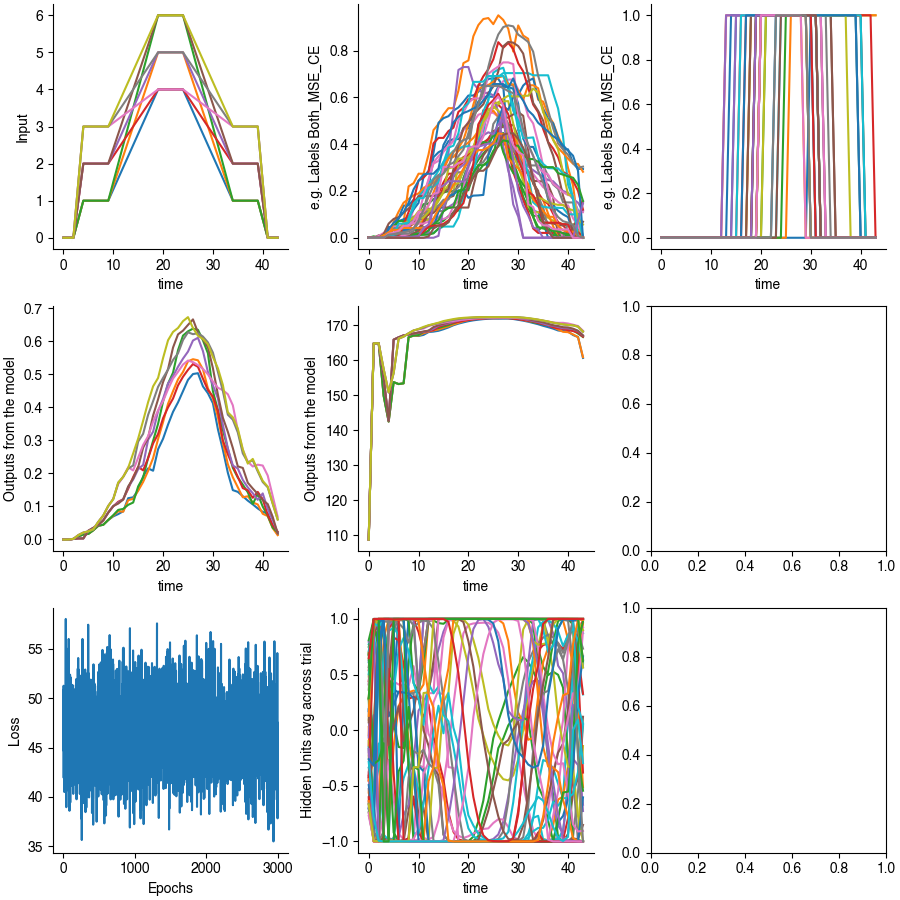 Input
6
5
4
3
2
1
0
0 10 20 30 40
time
e.g. Labels Both_MSE_CE
0.8
0.6
0.4
0.2
0.0
0 10 20 30 40
time
e.g. Labels Both_MSE_CE
1.0
0.8
0.6
0.4
0.2
0.0
0 10 20 30 40
time
Outputs from the model
0.7
0.6
0.5
0.4
0.3
0.2
0.1
0.0
0 10 20 30 40
time
Outputs from the model
170
160
150
140
130
120
110
0 10 20 30 40
time
1.0
0.8
0.6
0.4
0.2
0.0
0.0 0.2 0.4 0.6 0.8 1.0
Loss
55
50
45
40
35
0 1000 2000 3000
Epochs
Hidden Units avg across trial
1.0
0.5
0.0
−0.5
−1.0
0 10 20 30 40
time
1.0
0.8
0.6
0.4
0.2
0.0
0.0 0.2 0.4 0.6 0.8 1.0